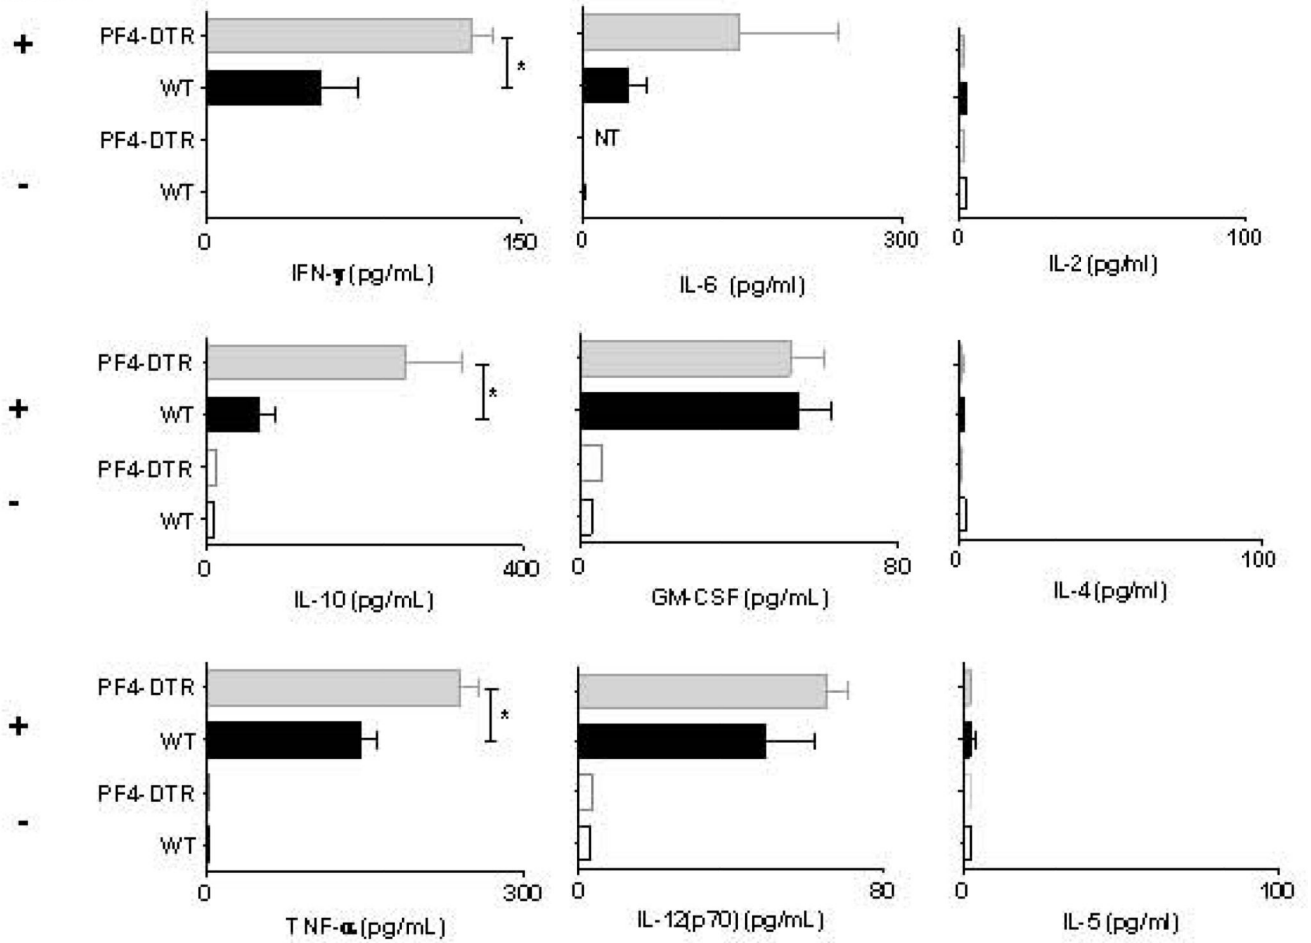 +
PF4-DTR
WT
PF4-DTR
-
WT
0 150
IFN-γ (pg/mL)
*
NT
0 300
IL-6 (pg/ml)
0 100
IL-2 (pg/ml)
PF4-DTR
+
WT
PF4-DTR
-
WT
0 400
IL-10 (pg/mL)
*
0 80
GM-CSF (pg/mL)
0 100
IL-4 (pg/ml)
PF4-DTR
+
WT
PF4-DTR
-
WT
0 300
TNF-α (pg/mL)
*
0 80
IL-12(p70) (pg/mL)
0 100
IL-5 (pg/ml)